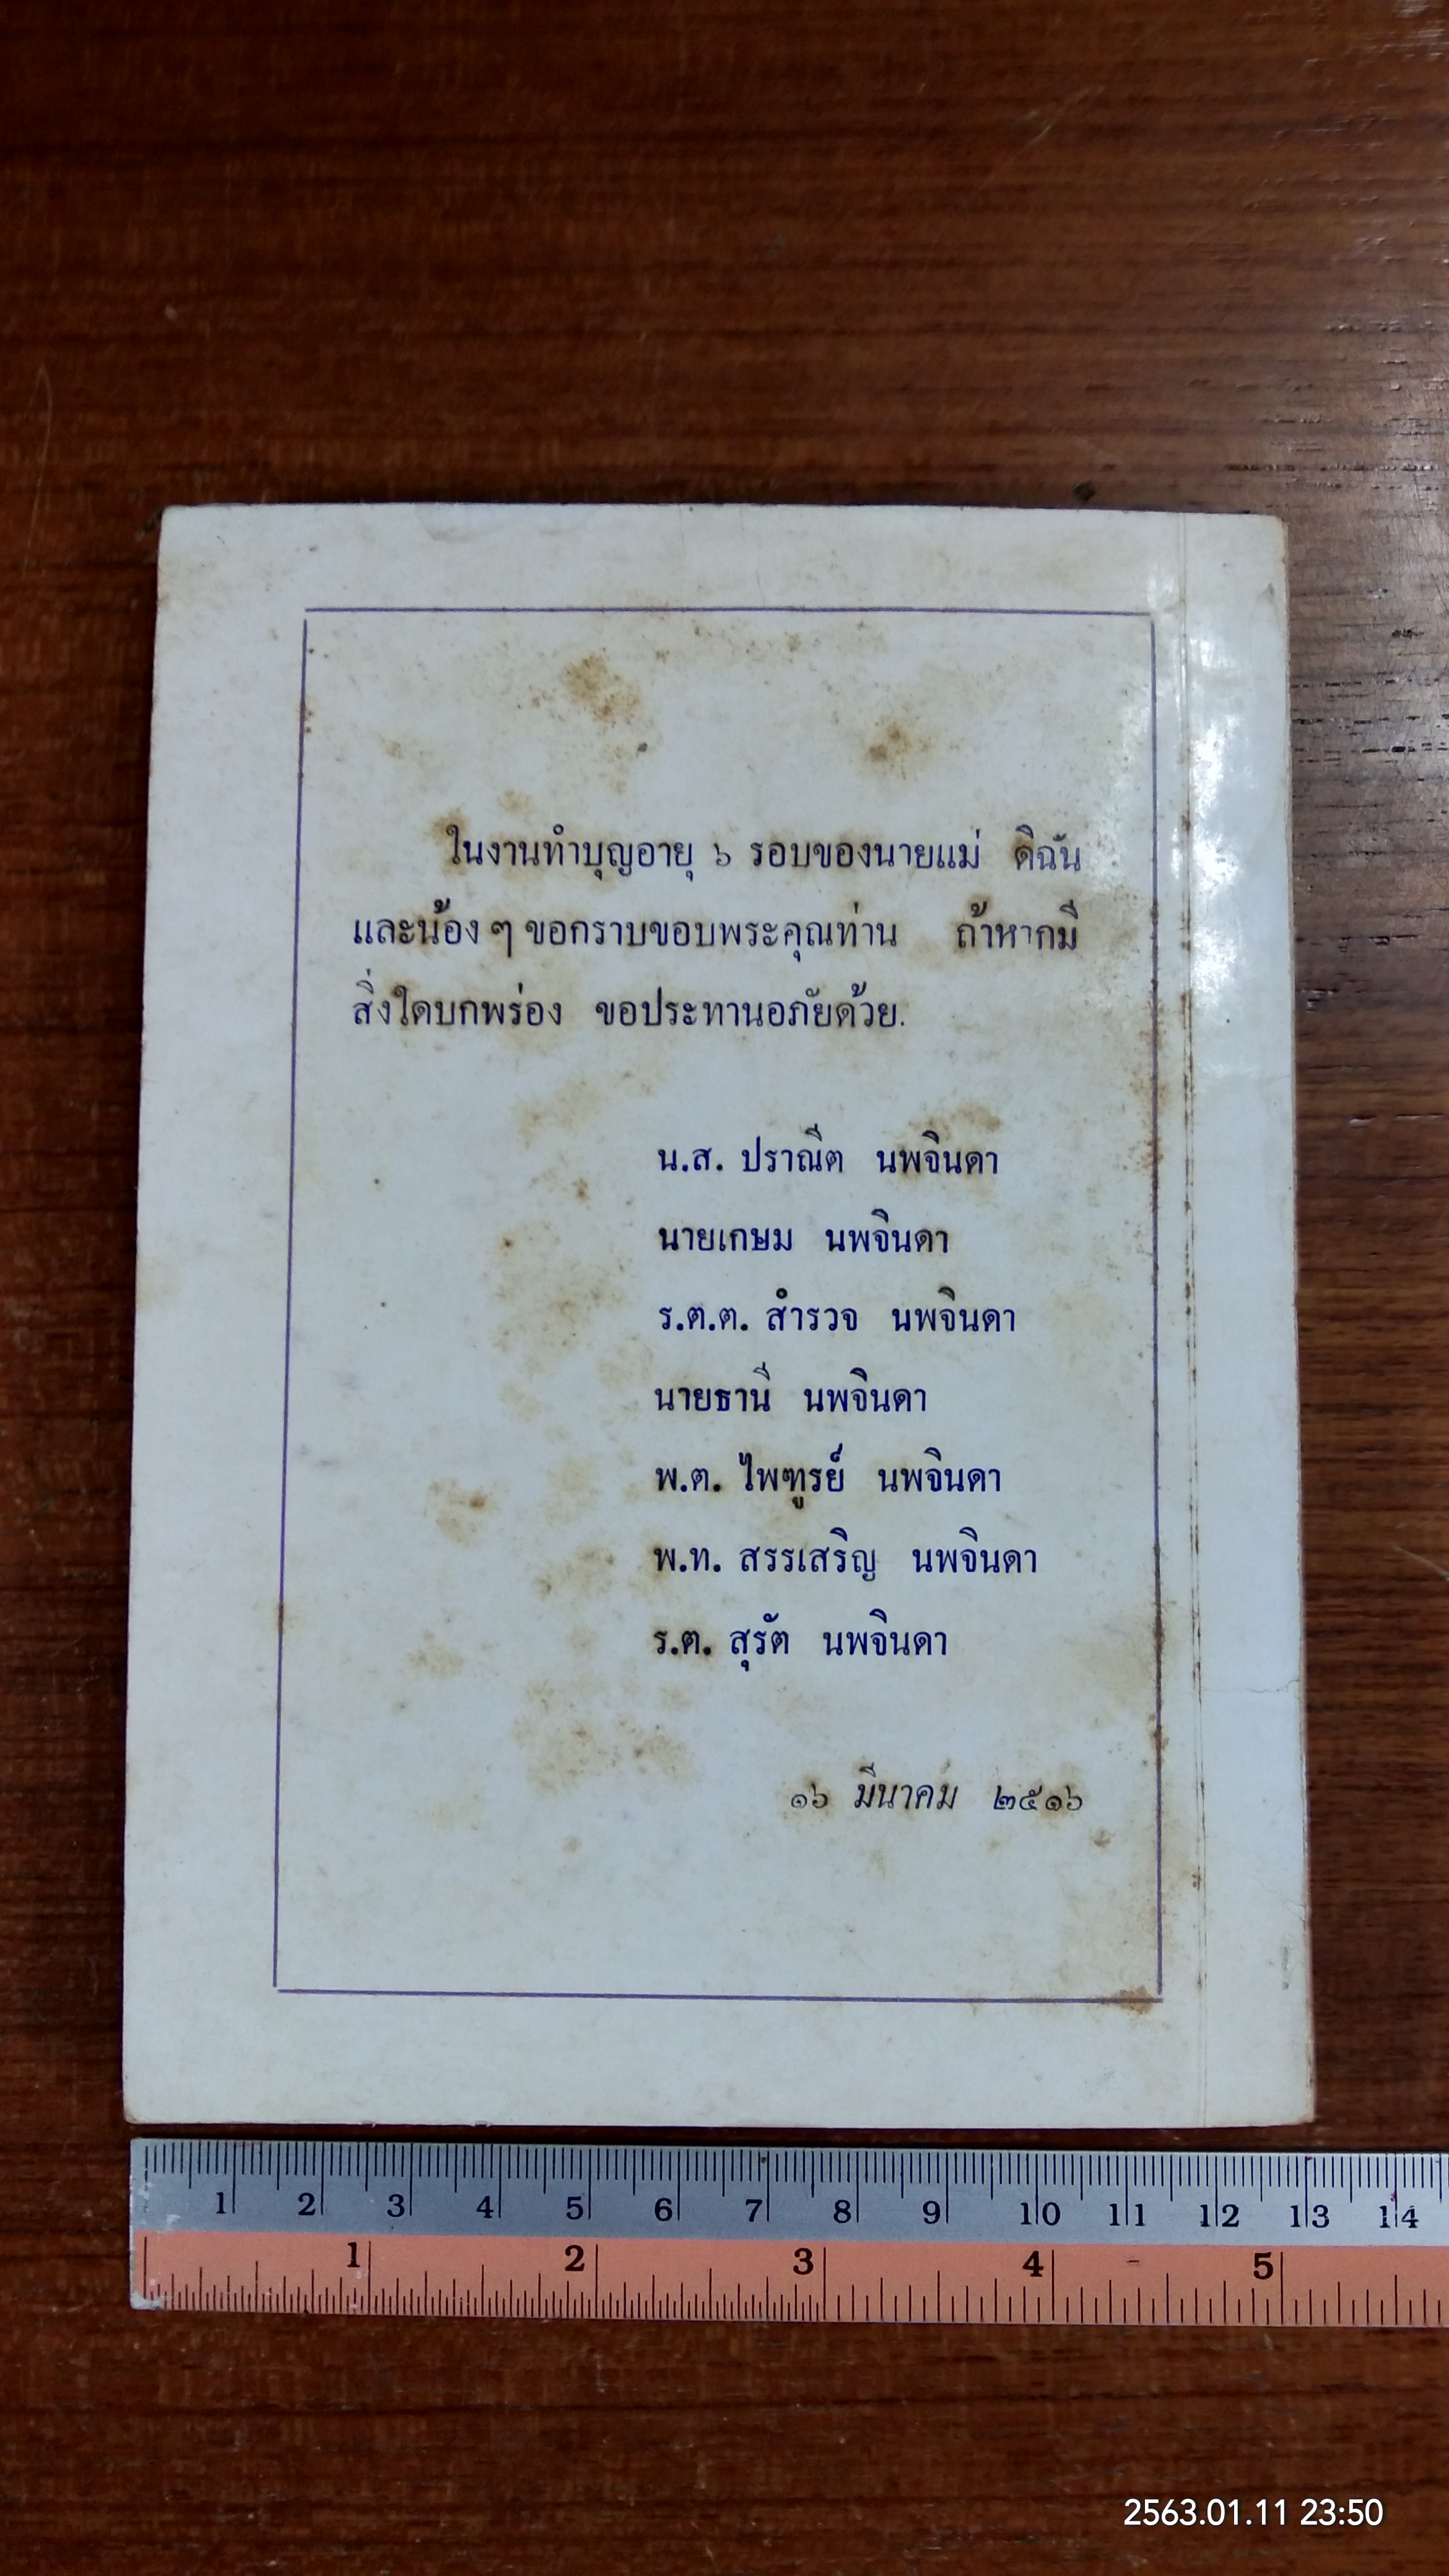 ในงานทำบุญอายุ ๖ รอบของนายแม่ ดิฉัน
และน้อง ๆ ขอกราบขอบพระคุณท่าน ถ้าหากมี
สิ่งใดบกพร่อง ขอประทานอภัยด้วย.
น.ส. ปราณีต นพจินดา
นายเกษม นพจินดา
ร.ต.ต. สำรวจ นพจินดา
นายธานี นพจินดา
พ.ต. ไพฑูรย์ นพจินดา
พ.ท. สรรเสริญ นพจินดา
ร.ต. สุรัต นพจินดา
๑๖ มีนาคม ๒๕๑๖
1 2 3 4 5 6 7 8 9 10 11 12 13 14
1 2 3 4 5
2563.01.11 23:50